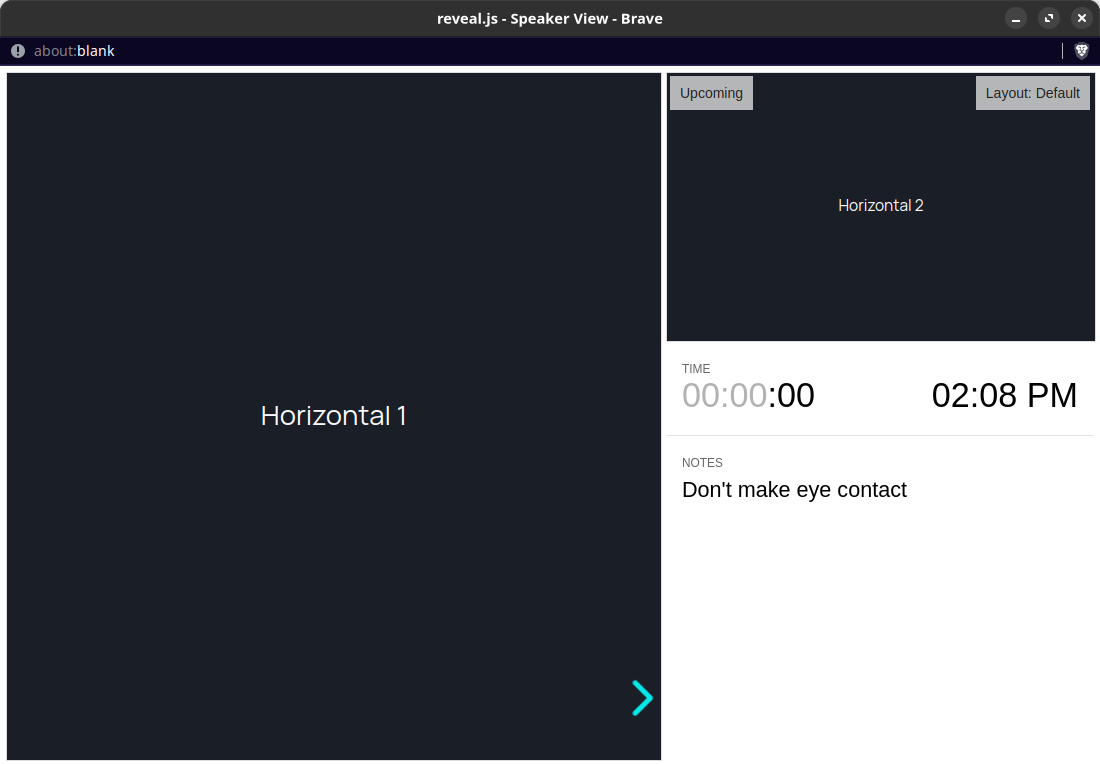 reveal.js - Speaker View - Brave
about:blank
Horizontal 1
Upcoming
Layout: Default
Horizontal 2
TIME
00:00:00
02:08 PM
NOTES
Don't make eye contact